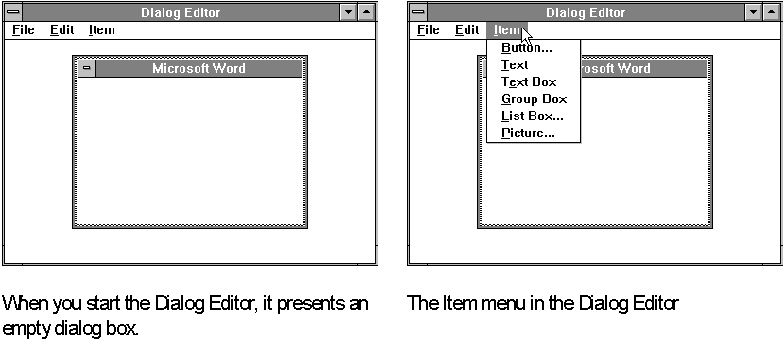 Dialog Editor
File Edit Item
Microsoft Word
When you start the Dialog Editor, it presents an
empty dialog box.
Dialog Editor
File Edit Item
Button...
Text
rosoft Word
Text Box
Group Box
List Box...
Picture...
The Item menu in the Dialog Editor